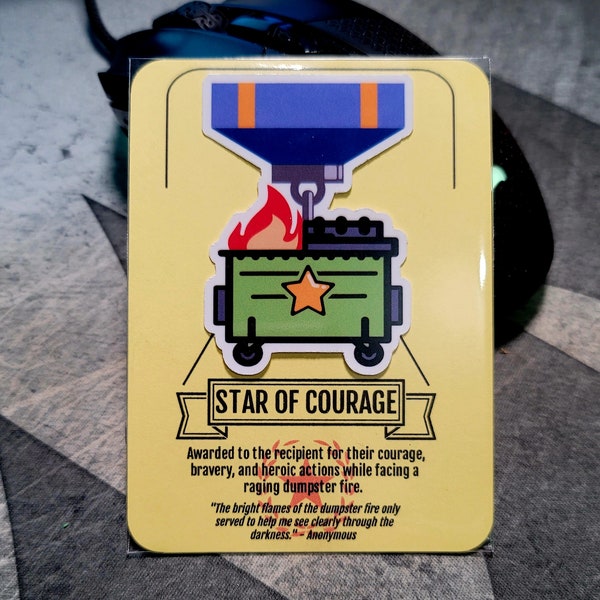 STAR OF COURAGE
Awarded to the recipient for their courage,
bravery, and heroic actions while facing a
raging dumpster fire.
"The bright flames of the dumpster fire only
served to help me see clearly through the
darkness." – Anonymous